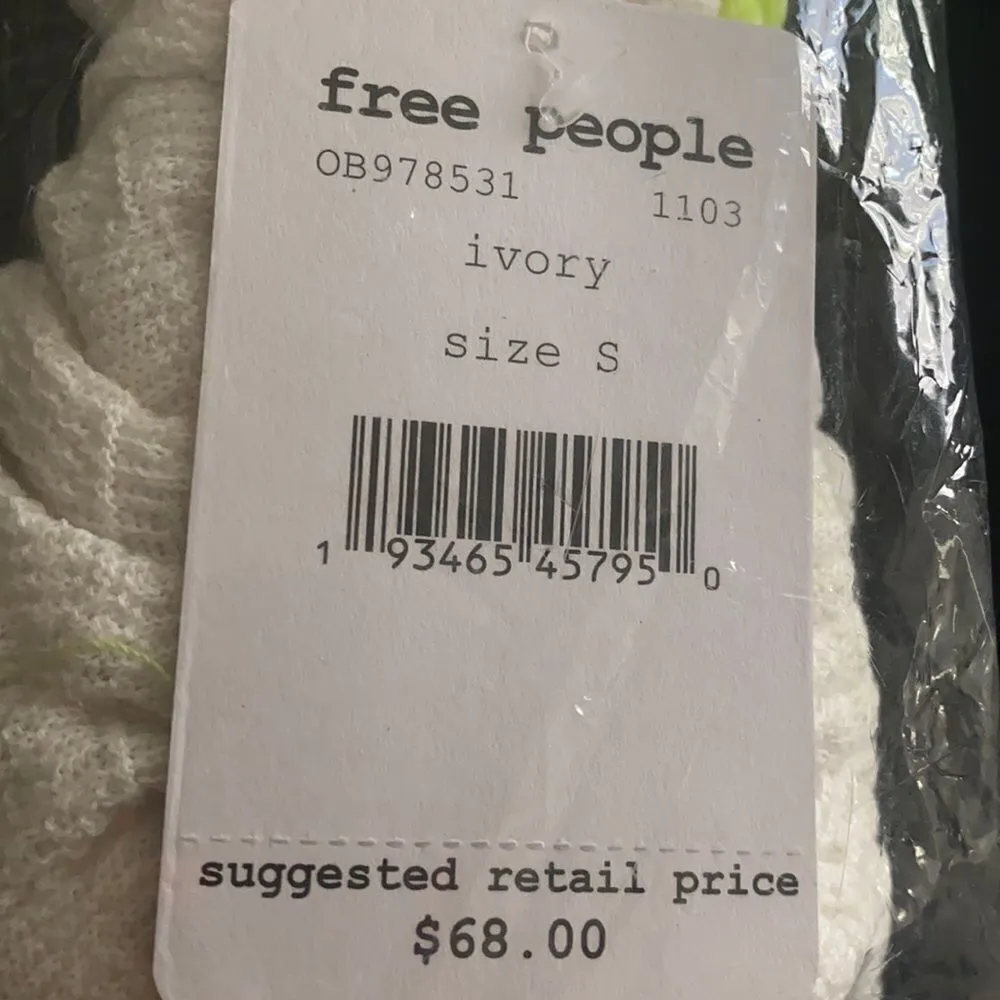 free people
OB978531 1103
ivory
size S
1 93465 45795 0
suggested retail price
$68.00